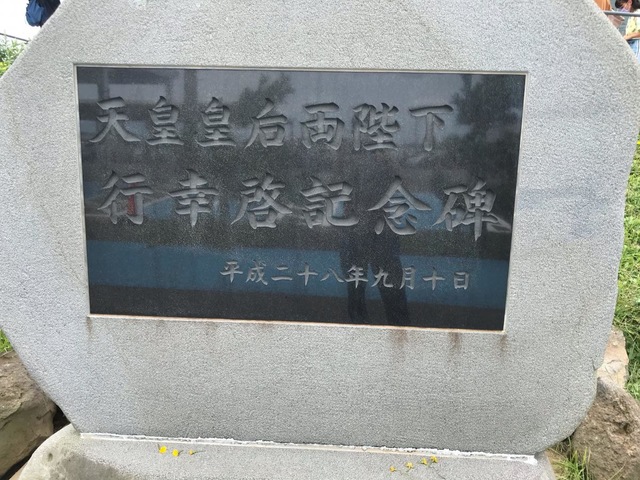 天皇皇后両陛下
行幸啓記念碑
平成二十八年九月十日